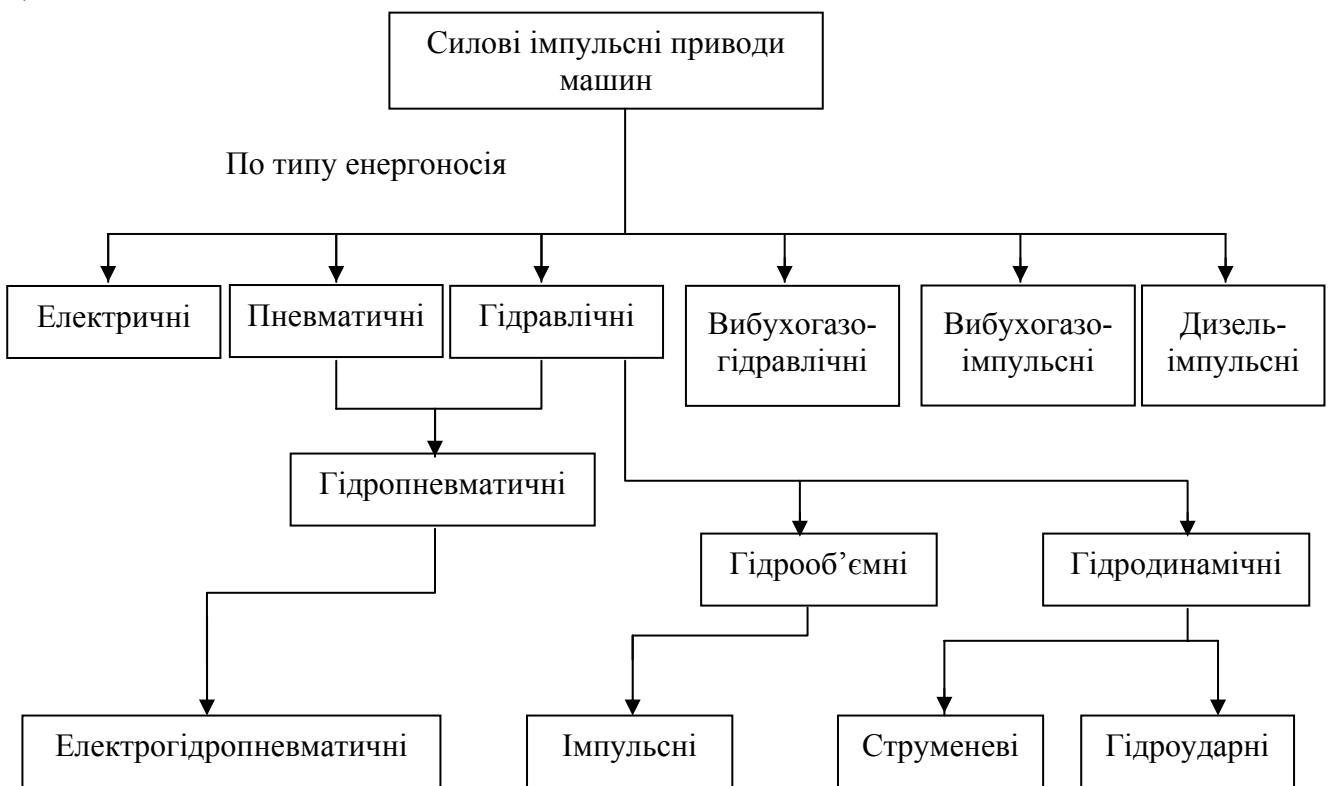 Силові імпульсні приводи
машин
По типу енергоносія
Електричні
Пневматичні
Гідравлічні
Вибухогазо-
гідравлічні
Вибухогазо-
імпульсні
Дизель-
імпульсні
Гідропневматичні
Гідрооб’ємні
Гідродинамічні
Електрогідропневматичні
Імпульсні
Струменеві
Гідроударні